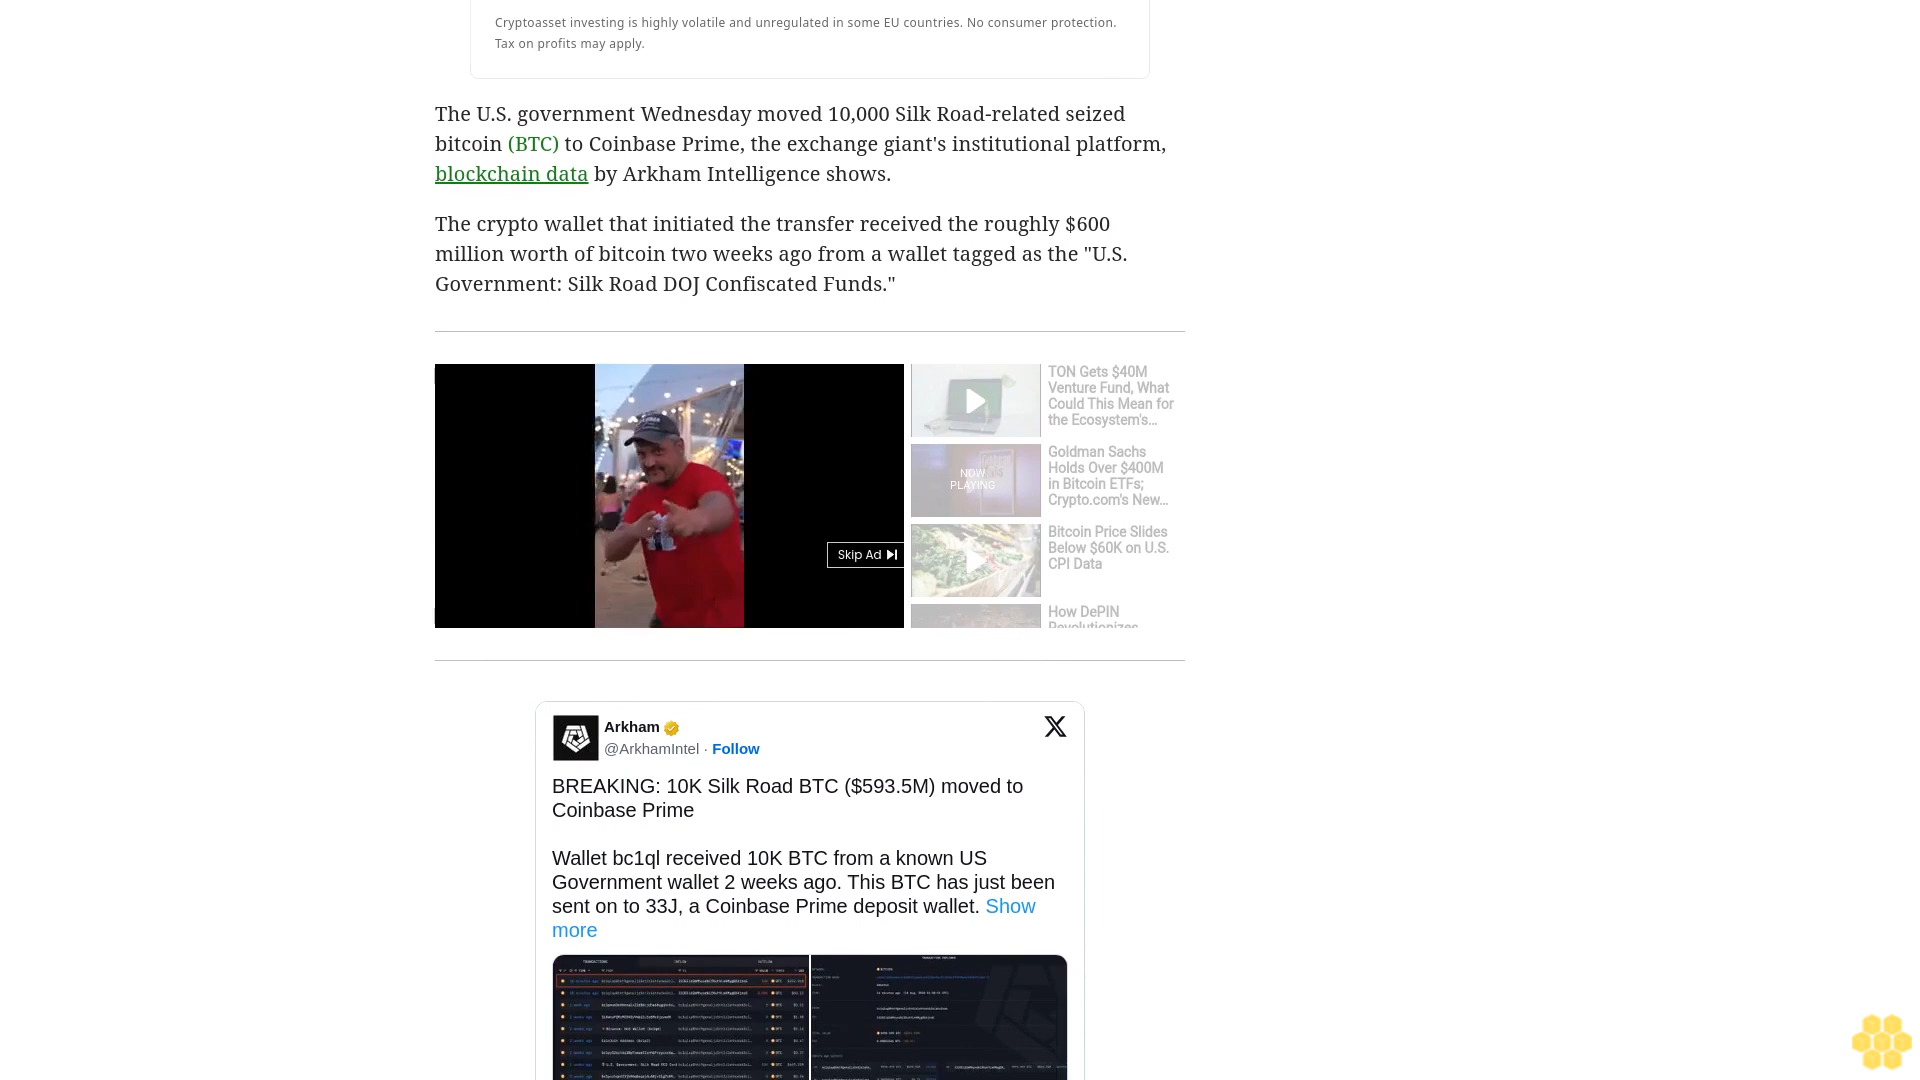 Cryptoasset investing is highly volatile and unregulated in some EU countries. No consumer protection.
Tax on profits may apply.
The U.S. government Wednesday moved 10,000 Silk Road-related seized
bitcoin (BTC) to Coinbase Prime, the exchange giant's institutional platform,
blockchain data by Arkham Intelligence shows.
The crypto wallet that initiated the transfer received the roughly $600
million worth of bitcoin two weeks ago from a wallet tagged as the "U.S.
Government: Silk Road DOJ Confiscated Funds."
Skip Ad
TON Gets $40M
Venture Fund, What
Could This Mean for
the Ecosystem's...
NOW
PLAYING
Goldman Sachs
Holds Over $400M
in Bitcoin ETFs;
Crypto.com's New...
Bitcoin Price Slides
Below $60K on U.S.
CPI Data
How DePIN
Revolutionizes
Arkham
@ArkhamIntel · Follow
BREAKING: 10K Silk Road BTC ($593.5M) moved to
Coinbase Prime
Wallet bc1ql received 10K BTC from a known US
Government wallet 2 weeks ago. This BTC has just been
sent on to 33J, a Coinbase Prime deposit wallet. Show
more
TRANSACTIONS
INFLOW
OUTFLOW